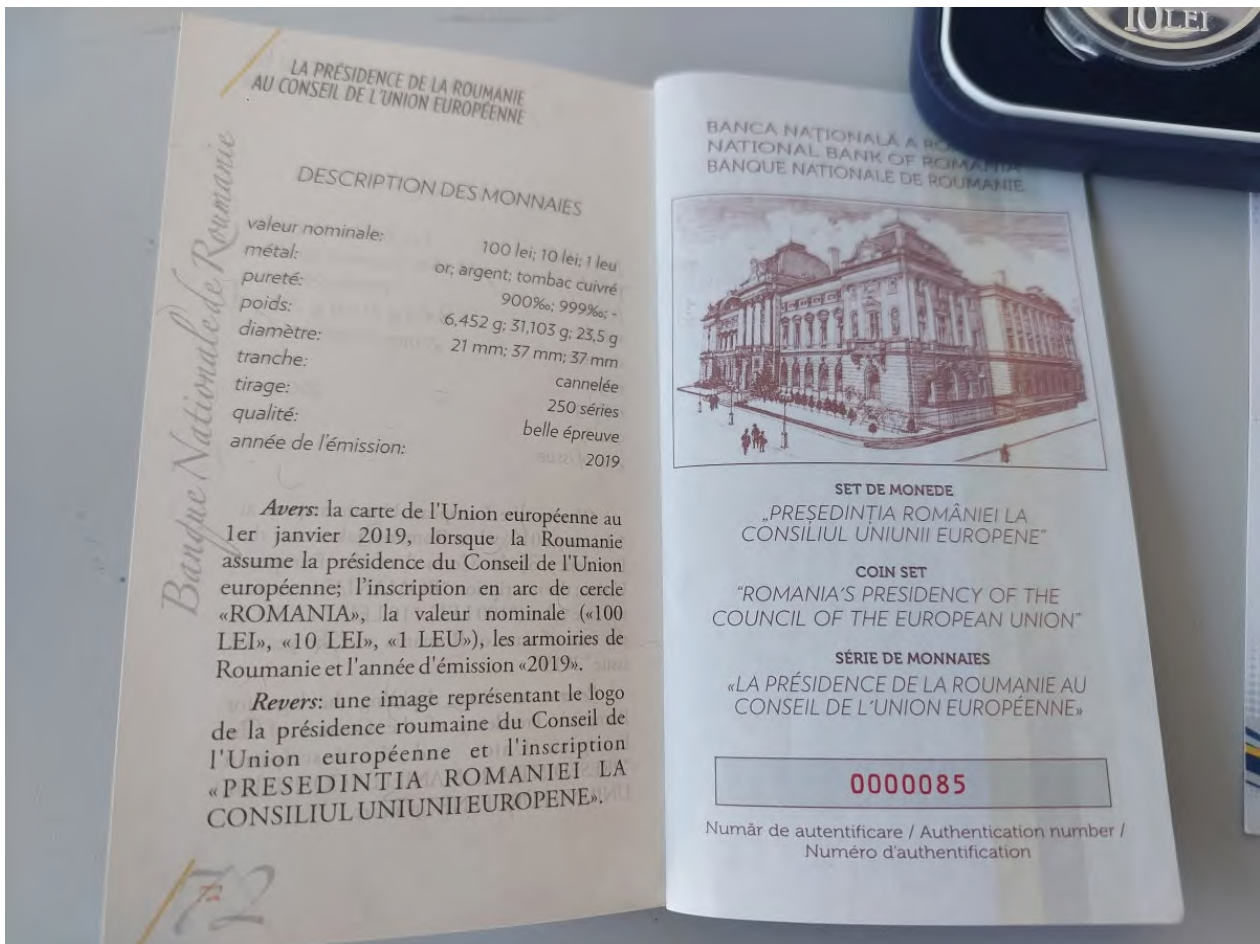 LA PRÉSIDENCE DE LA ROUMANIE
AU CONSEIL DE L'UNION EUROPÉENNE
Banque Nationale de Roumanie
DESCRIPTION DES MONNAIES
valeur nominale: 100 lei; 10 lei; 1 leu
métal: or; argent; tombac cuivré
pureté: 900‰; 999‰; -
poids: 6,452 g; 31,103 g; 23,5 g
diamètre: 21 mm; 37 mm; 37 mm
tranche: cannelée
tirage: 250 séries
qualité: belle épreuve
année de l'émission: 2019
Avers: la carte de l'Union européenne au
1er janvier 2019, lorsque la Roumanie
assume la présidence du Conseil de l'Union
européenne; l'inscription en arc de cercle
«ROMANIA», la valeur nominale («100
LEI», «10 LEI», «1 LEU»), les armoiries de
Roumanie et l'année d'émission «2019».
Revers: une image représentant le logo
de la présidence roumaine du Conseil de
l'Union européenne et l'inscription
«PRESEDINTIA ROMANIEI LA
CONSILIUL UNIUNII EUROPENE».
72
10 LEI
BANCA NAȚIONALĂ A
NATIONAL BANK OF ROMANIA
BANQUE NATIONALE DE ROUMANIE
SET DE MONEDE
„PREȘEDINȚIA ROMÂNIEI LA
CONSILIUL UNIUNII EUROPENE"
COIN SET
"ROMANIA'S PRESIDENCY OF THE
COUNCIL OF THE EUROPEAN UNION"
SÉRIE DE MONNAIES
«LA PRÉSIDENCE DE LA ROUMANIE AU
CONSEIL DE L'UNION EUROPÉENNE»
0000085
Număr de autentificare / Authentication number /
Numéro d'authentification